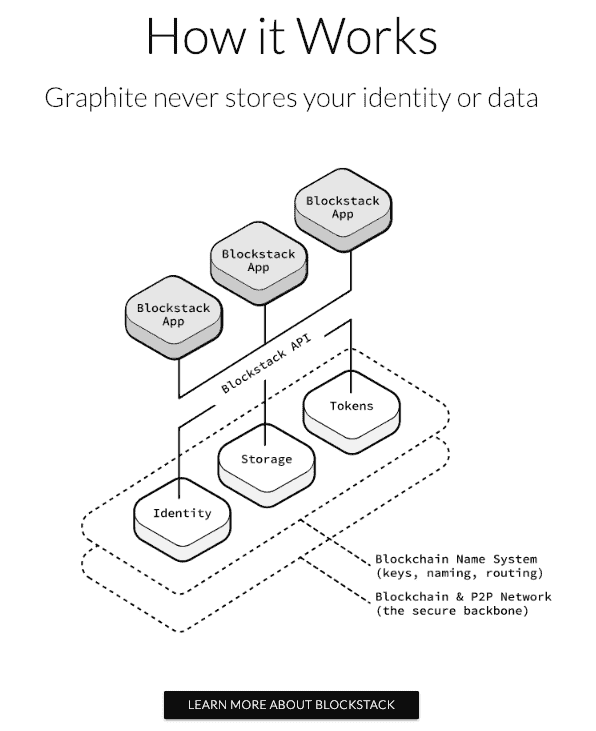 How it Works
Graphite never stores your identity or data
Blockstack
App
Blockstack
App
Blockstack
App
Blockstack API
Tokens
Storage
Identity
Blockchain Name System
(keys, naming, routing)
Blockchain & P2P Network
(the secure backbone)
LEARN MORE ABOUT BLOCKSTACK